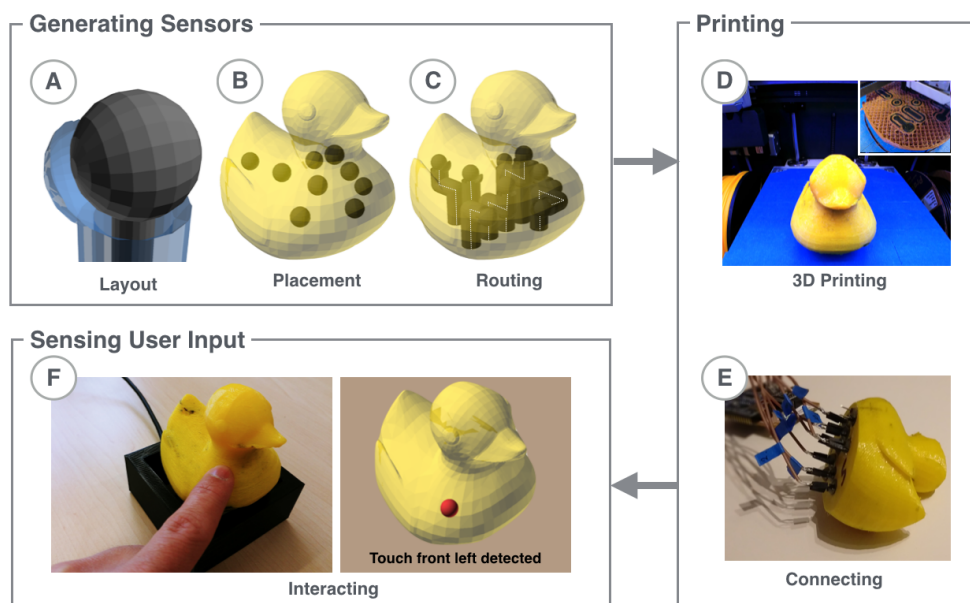 Generating Sensors
A
B
C
Layout
Placement
Routing
Printing
D
3D Printing
Sensing User Input
F
Touch front left detected
Interacting
E
Connecting